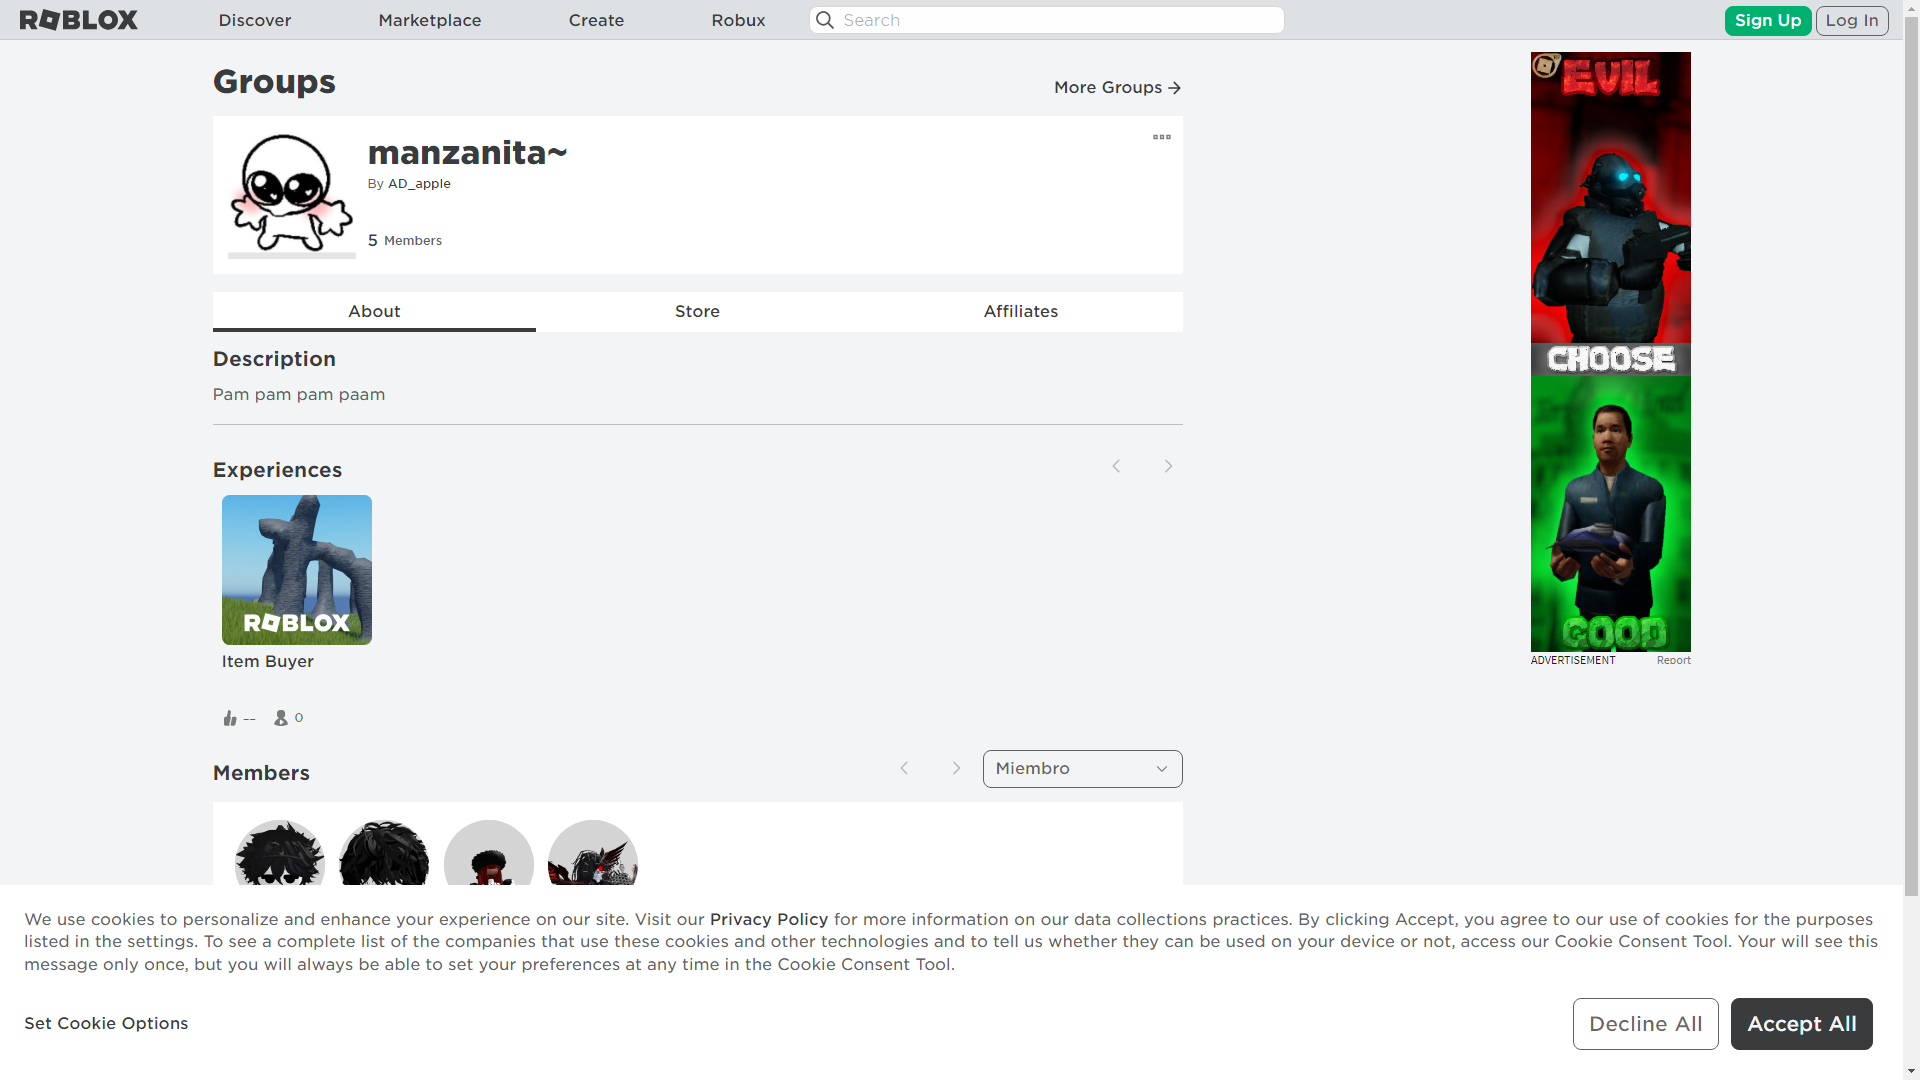 ROBLOX
Discover
Marketplace
Create
Robux
Search
Sign Up
Log In
Groups
More Groups
manzanita~
By AD_apple
5 Members
About
Store
Affiliates
Description
Pam pam pam paam
Experiences
ROBLOX
Item Buyer
--
0
Members
Miembro
EVIL
CHOOSE
GOOD
ADVERTISEMENT
Report
We use cookies to personalize and enhance your experience on our site. Visit our Privacy Policy for more information on our data collections practices. By clicking Accept, you agree to our use of cookies for the purposes
listed in the settings. To see a complete list of the companies that use these cookies and other technologies and to tell us whether they can be used on your device or not, access our Cookie Consent Tool. Your will see this
message only once, but you will always be able to set your preferences at any time in the Cookie Consent Tool.
Set Cookie Options
Decline All
Accept All